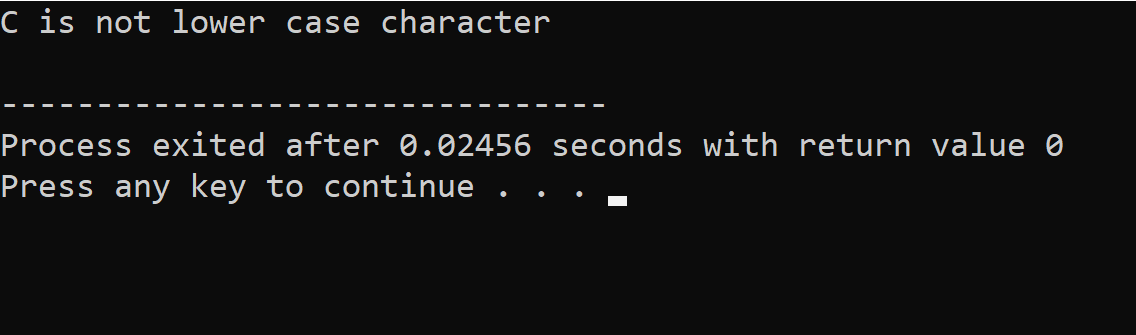 C is not lower case character
--------------------------------
Process exited after 0.02456 seconds with return value 0
Press any key to continue . . .